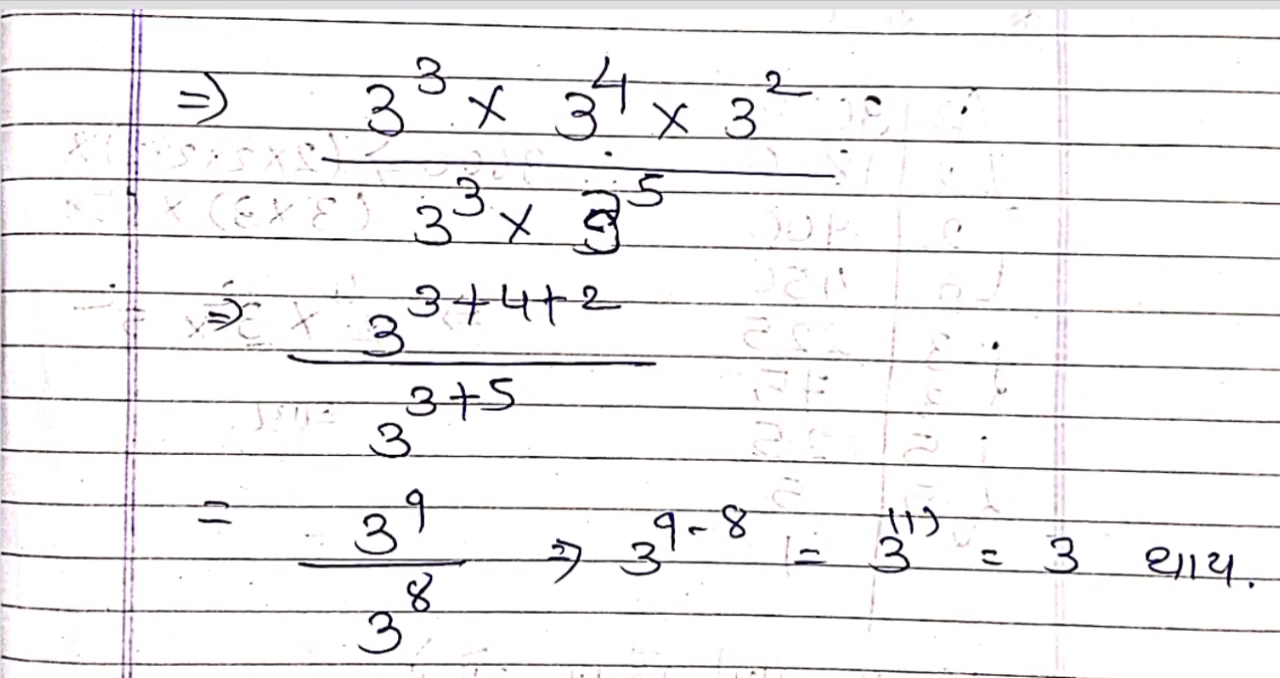 ⇒ 3³ × 3⁴ × 3²
3³ × 3⁵
⇒ 3³⁺⁴⁺²
3³⁺⁵
= 3⁹
3⁸
⇒ 3⁹⁻⁸ = 3⁽¹⁾ = 3 થાય.